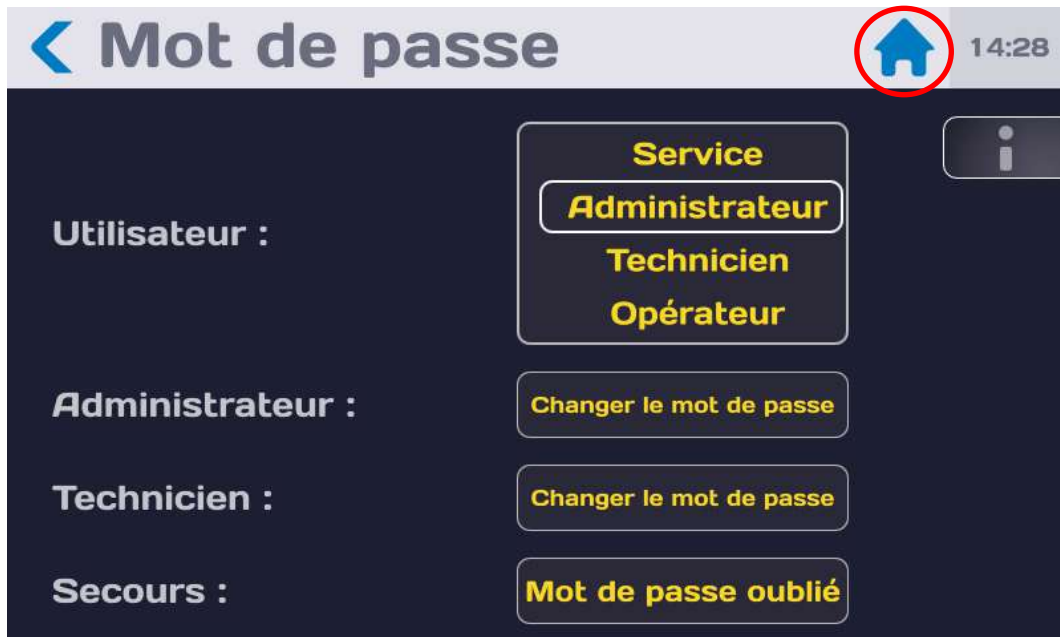 Mot de passe
14:28
Utilisateur :
Service
Administrateur
Technicien
Opérateur
Administrateur :
Changer le mot de passe
Technicien :
Changer le mot de passe
Secours :
Mot de passe oublié